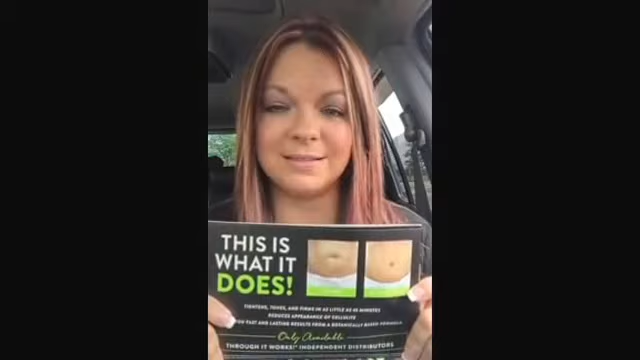 THIS IS
WHAT IT
DOES!
TIGHTENS, TONES, AND FIRMS IN AS LITTLE AS 45 MINUTES
REDUCES APPEARANCE OF CELLULITE
FAST AND LASTING RESULTS FROM A BOTANICALLY BASED FORMULA
Only Available
THROUGH IT WORKS! INDEPENDENT DISTRIBUTORS